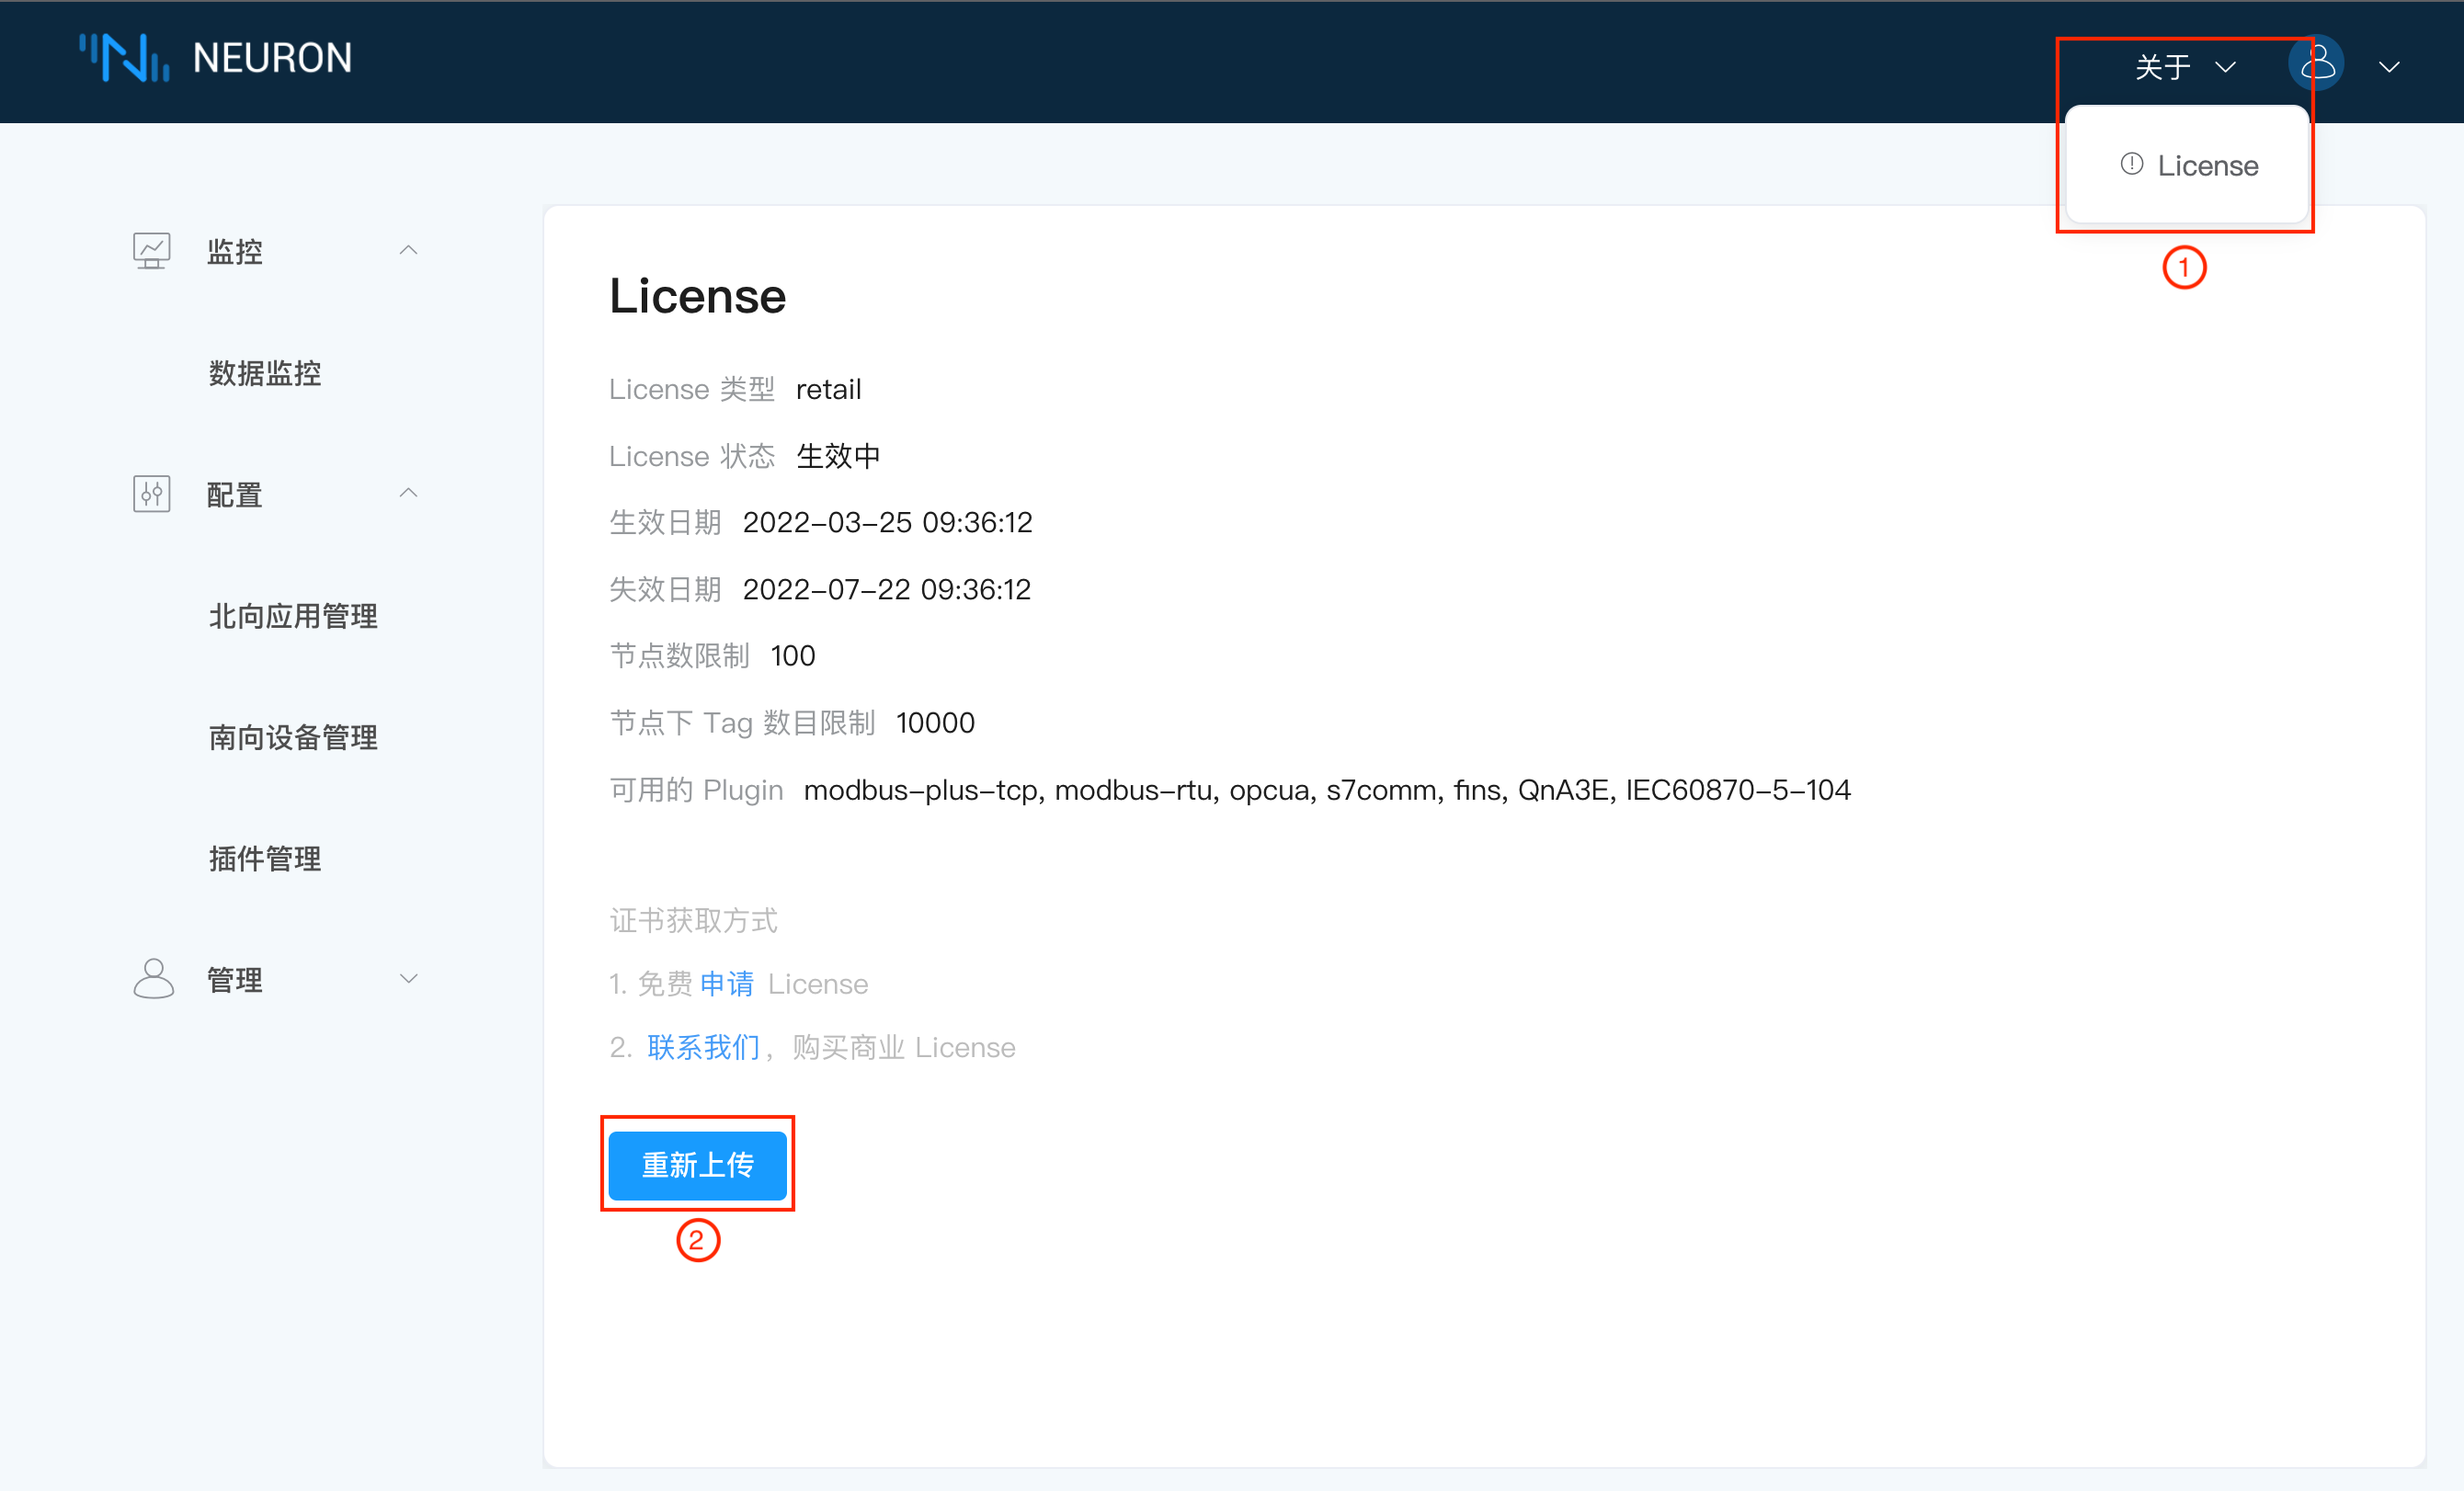 NEURON
关于
License
1
监控
数据监控
配置
北向应用管理
南向设备管理
插件管理
管理
License
License 类型 retail
License 状态 生效中
生效日期 2022-03-25 09:36:12
失效日期 2022-07-22 09:36:12
节点数限制 100
节点下 Tag 数目限制 10000
可用的 Plugin modbus-plus-tcp, modbus-rtu, opcua, s7comm, fins, QnA3E, IEC60870-5-104
证书获取方式
1. 免费 申请 License
2. 联系我们， 购买商业 License
重新上传
2